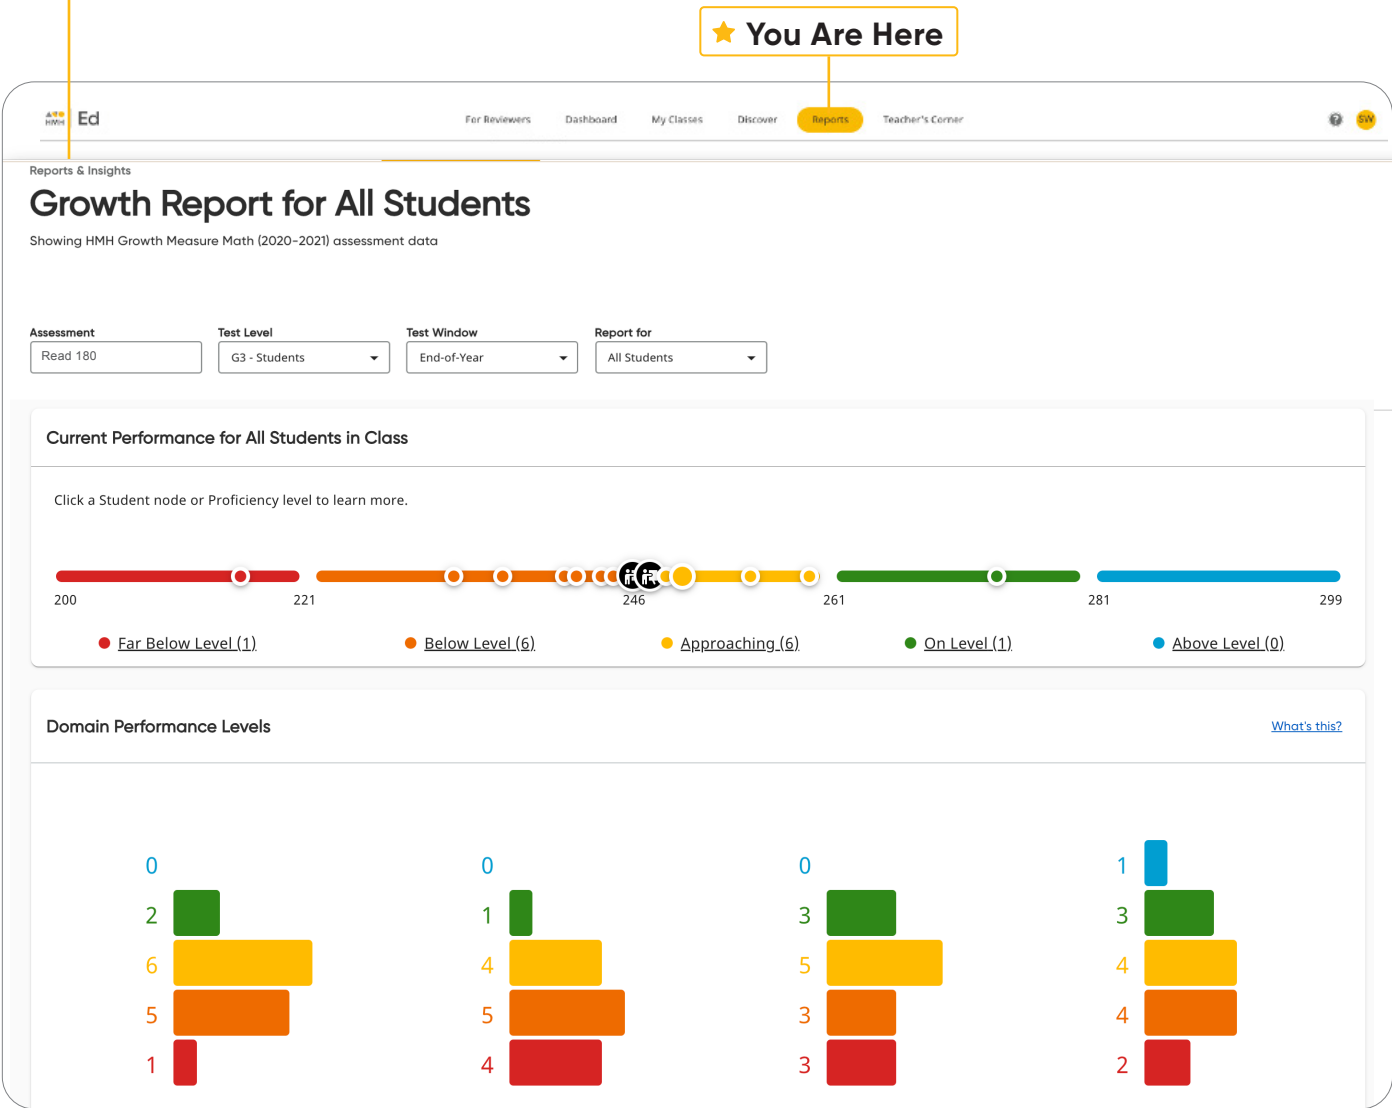 You Are Here
HMH Ed
For Reviewers Dashboard My Classes Discover Reports Teacher's Corner ? SW
Reports & Insights
Growth Report for All Students
Showing HMH Growth Measure Math (2020-2021) assessment data
Assessment Test Level Test Window Report for
Read 180 G3 - Students End-of-Year All Students
Current Performance for All Students in Class
Click a Student node or Proficiency level to learn more.
200 221 246 261 281 299
Far Below Level (1) Below Level (6) Approaching (6) On Level (1) Above Level (0)
Domain Performance Levels What's this?
0 0 0 1
2 1 3 3
6 4 5 4
5 5 3 4
1 4 3 2